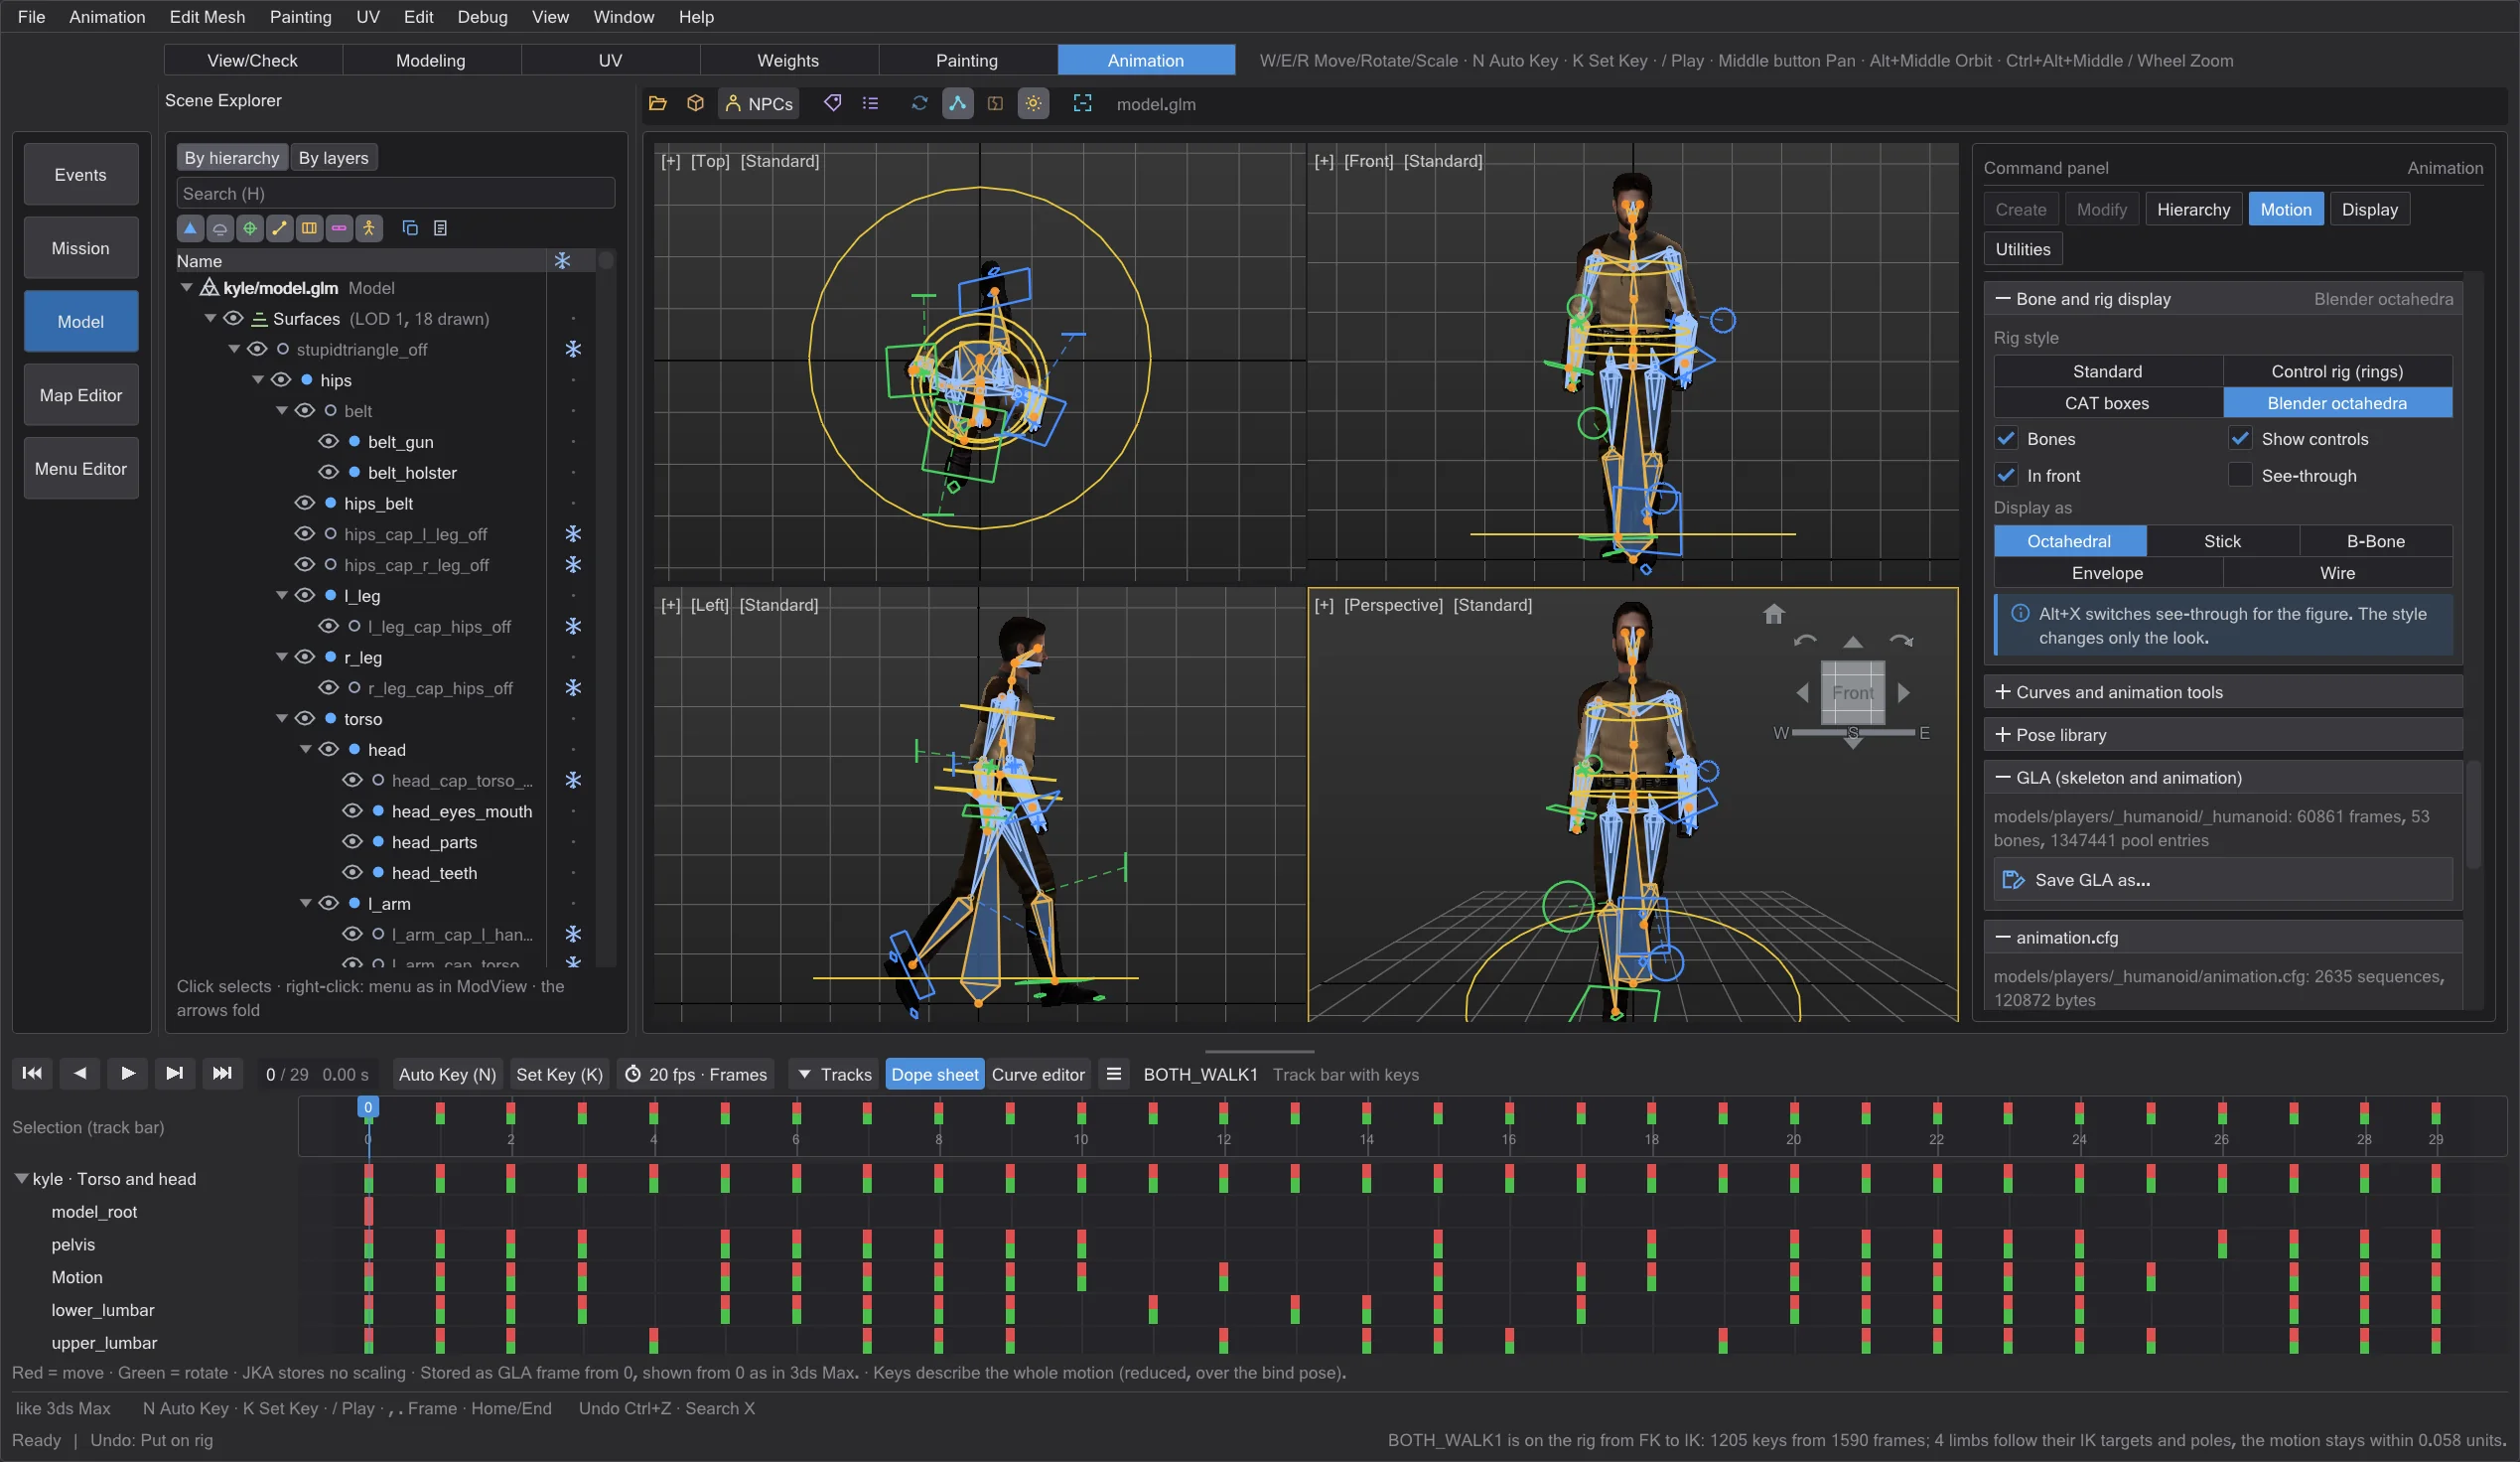 File Animation Edit Mesh Painting UV Edit Debug View Window Help
View/Check Modeling UV Weights Painting Animation W/E/R Move/Rotate/Scale · N Auto Key · K Set Key · / Play · Middle button Pan · Alt+Middle Orbit · Ctrl+Alt+Middle / Wheel Zoom
Scene Explorer
NPCs model.glm
Events
Mission
Model
Map Editor
Menu Editor
By hierarchy By layers
Search (H)
Name
kyle/model.glm Model
Surfaces (LOD 1, 18 drawn)
stupidtriangle_off
hips
belt
belt_gun
belt_holster
hips_belt
hips_cap_l_leg_off
hips_cap_r_leg_off
l_leg
l_leg_cap_hips_off
r_leg
r_leg_cap_hips_off
torso
head
head_cap_torso_...
head_eyes_mouth
head_parts
head_teeth
l_arm
l_arm_cap_l_han...
l_arm_cap_torso
Click selects · right-click: menu as in ModView · the
arrows fold
[+] [Top] [Standard]
[+] [Front] [Standard]
[+] [Left] [Standard]
[+] [Perspective] [Standard]
Front
W S E
Command panel Animation
Create Modify Hierarchy Motion Display
Utilities
Bone and rig display Blender octahedra
Rig style
Standard Control rig (rings)
CAT boxes Blender octahedra
Bones Show controls
In front See-through
Display as
Octahedral Stick B-Bone
Envelope Wire
Alt+X switches see-through for the figure. The style
changes only the look.
Curves and animation tools
Pose library
GLA (skeleton and animation)
models/players/_humanoid/_humanoid: 60861 frames, 53
bones, 1347441 pool entries
Save GLA as...
animation.cfg
models/players/_humanoid/animation.cfg: 2635 sequences,
120872 bytes
0 / 29 0.00 s Auto Key (N) Set Key (K) 20 fps · Frames Tracks Dope sheet Curve editor BOTH_WALK1 Track bar with keys
0
Selection (track bar)
0 2 4 6 8 10 12 14 16 18 20 22 24 26 28 29
kyle · Torso and head
model_root
pelvis
Motion
lower_lumbar
upper_lumbar
Red = move · Green = rotate · JKA stores no scaling · Stored as GLA frame from 0, shown from 0 as in 3ds Max. · Keys describe the whole motion (reduced, over the bind pose).
like 3ds Max N Auto Key · K Set Key · / Play · , . Frame · Home/End Undo Ctrl+Z · Search X
Ready | Undo: Put on rig
BOTH_WALK1 is on the rig from FK to IK: 1205 keys from 1590 frames; 4 limbs follow their IK targets and poles, the motion stays within 0.058 units.